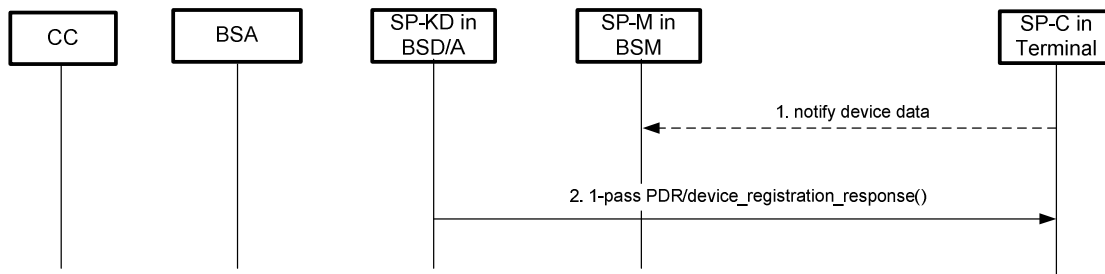 CC
BSA
SP-KD in
BSD/A
SP-M in
BSM
SP-C in
Terminal
1. notify device data
2. 1-pass PDR/device_registration_response()